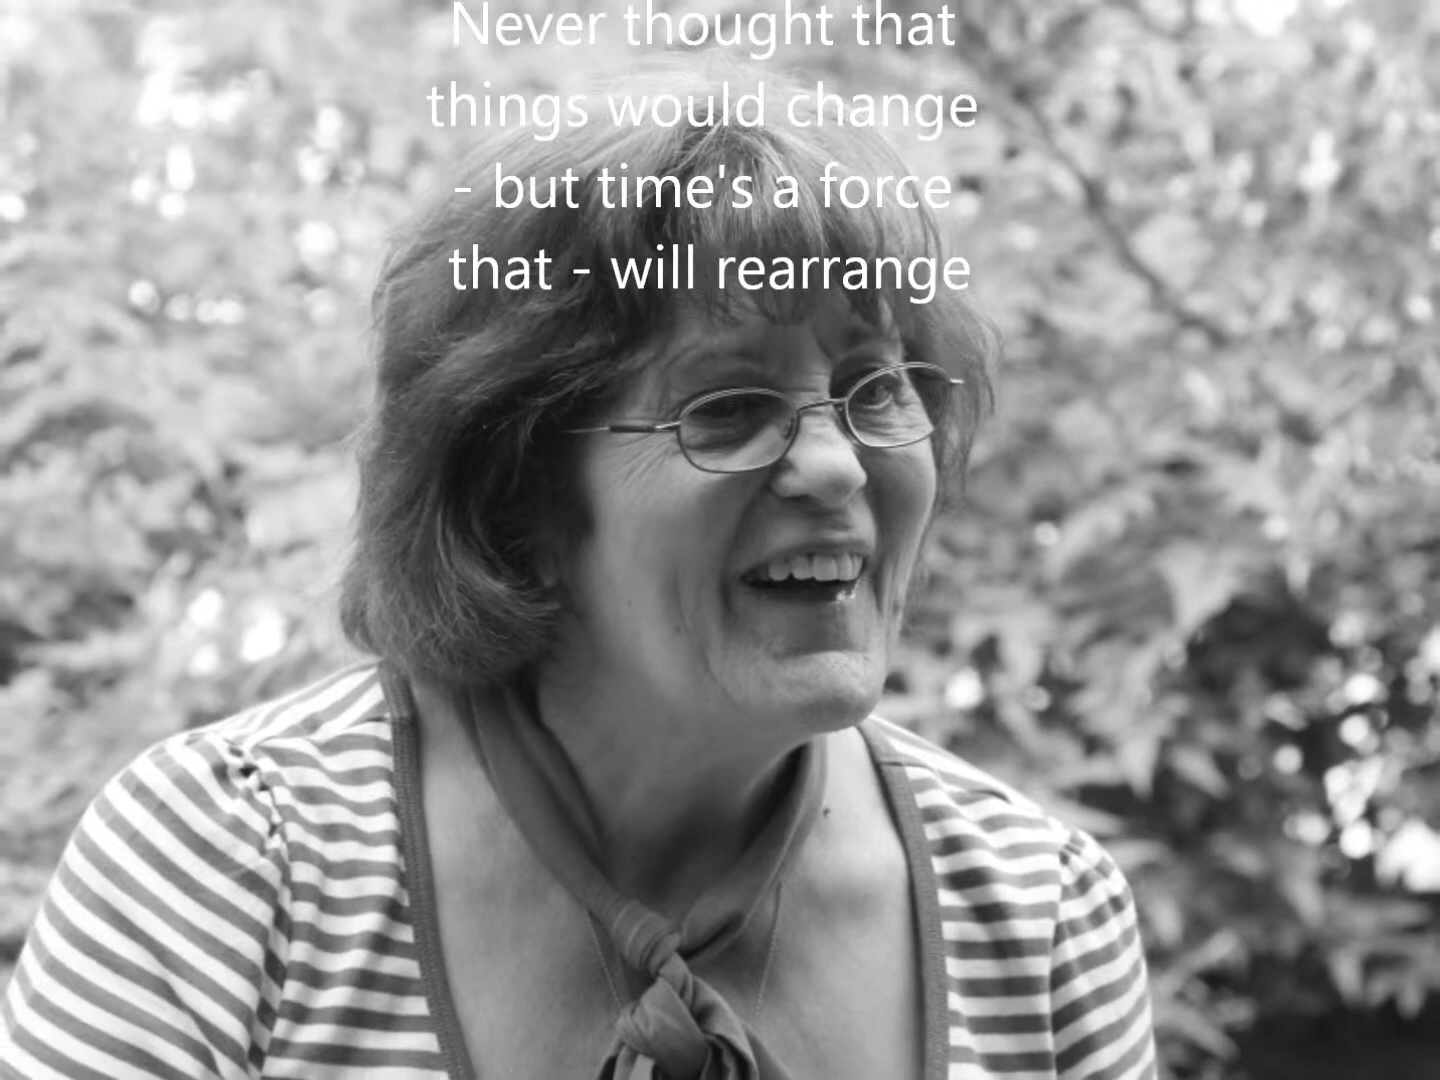 Never thought that
things would change
- but time's a force
that - will rearrange